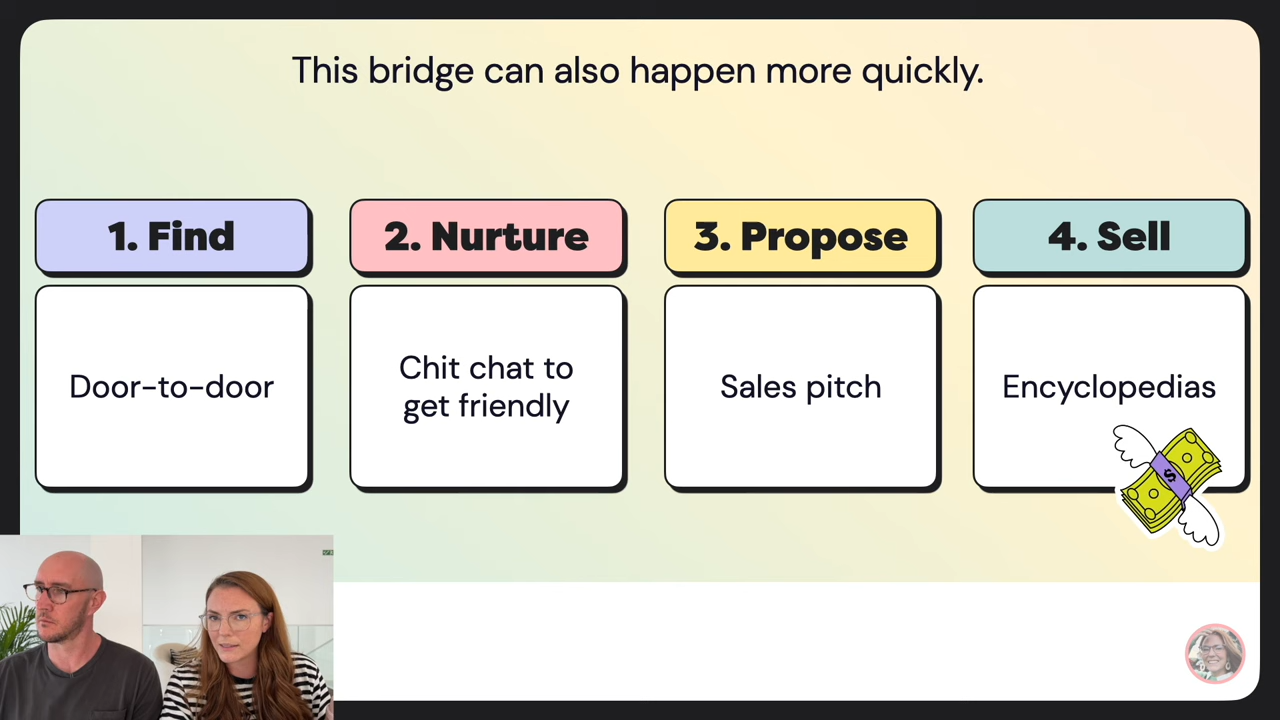 This bridge can also happen more quickly.
1. Find
2. Nurture
3. Propose
4. Sell
Door-to-door
Chit chat to
get friendly
Sales pitch
Encyclopedias
$